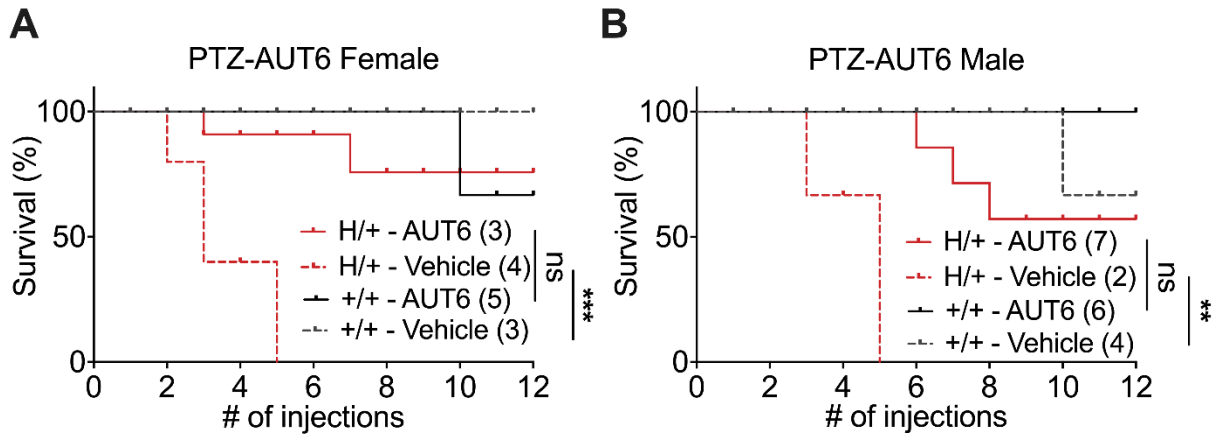 A
PTZ-AUT6 Female
Survival (%)
100
50
0
0 2 4 6 8 10 12
# of injections
H/+ - AUT6 (3)
H/+ - Vehicle (4)
+/+ - AUT6 (5)
+/+ - Vehicle (3)
ns
***
B
PTZ-AUT6 Male
Survival (%)
100
50
0
0 2 4 6 8 10 12
# of injections
H/+ - AUT6 (7)
H/+ - Vehicle (2)
+/+ - AUT6 (6)
+/+ - Vehicle (4)
ns
**